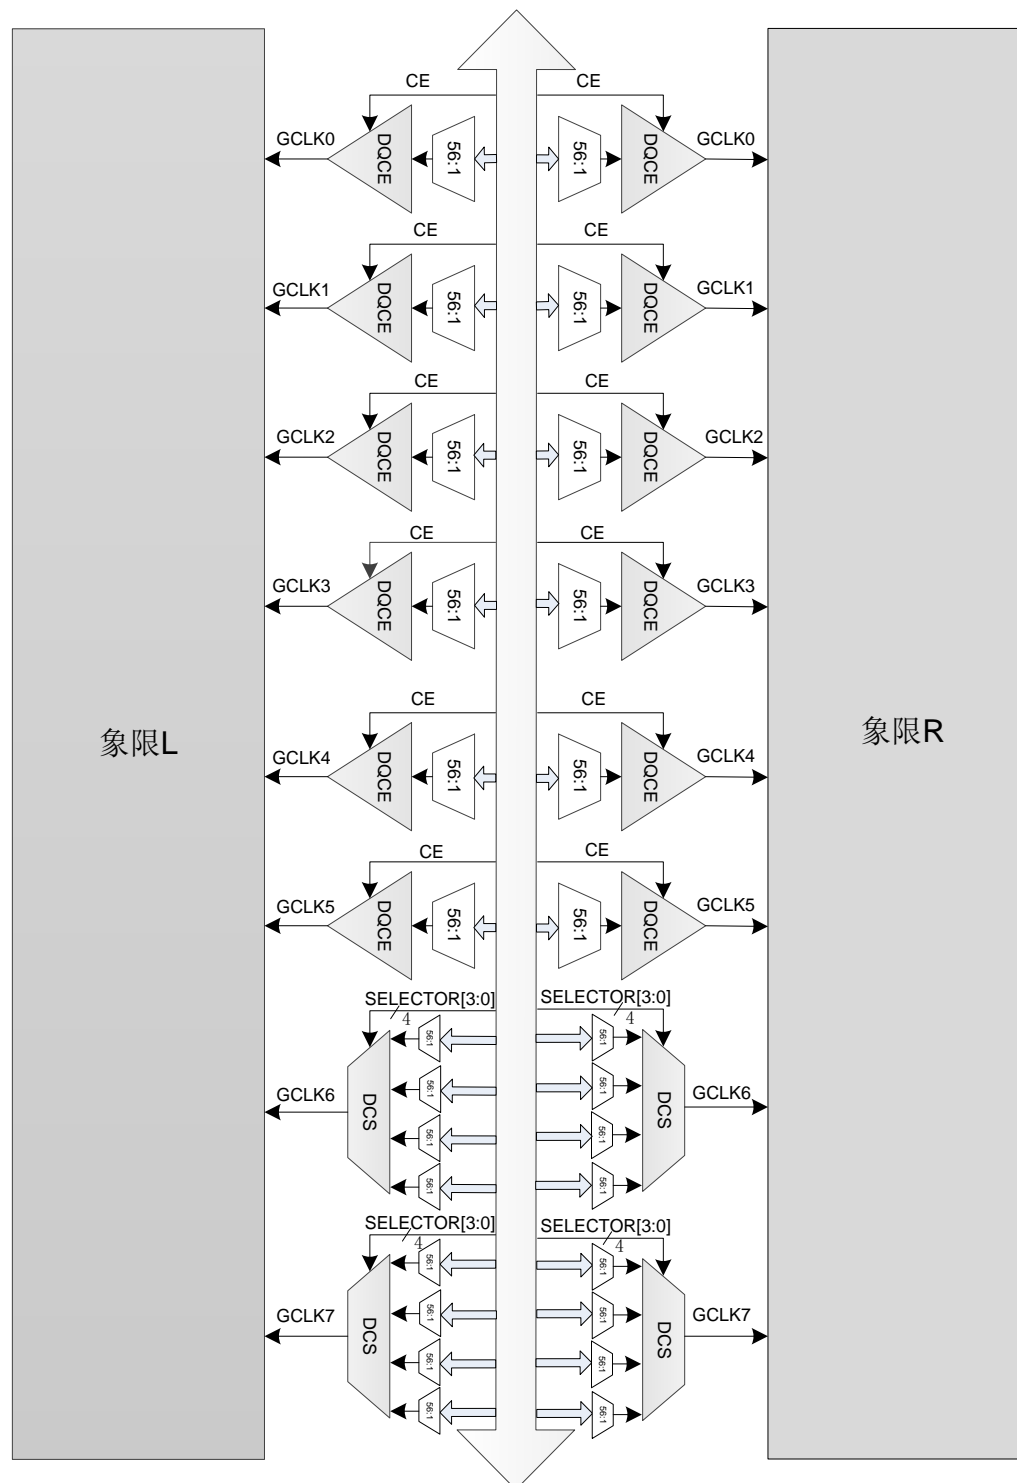 CE CE
GCLK0 DQCE 56:1 56:1 DQCE GCLK0
CE CE
GCLK1 DQCE 56:1 56:1 DQCE GCLK1
CE CE
GCLK2 DQCE 56:1 56:1 DQCE GCLK2
CE CE
GCLK3 DQCE 56:1 56:1 DQCE GCLK3
CE CE
象限L 象限R
GCLK4 DQCE 56:1 56:1 DQCE GCLK4
CE CE
GCLK5 DQCE 56:1 56:1 DQCE GCLK5
SELECTOR[3:0] SELECTOR[3:0]
4 4
56:1 56:1
56:1 56:1
GCLK6 DCS DCS GCLK6
56:1 56:1
56:1 56:1
SELECTOR[3:0] SELECTOR[3:0]
4 4
56:1 56:1
56:1 56:1
GCLK7 DCS DCS GCLK7
56:1 56:1
56:1 56:1